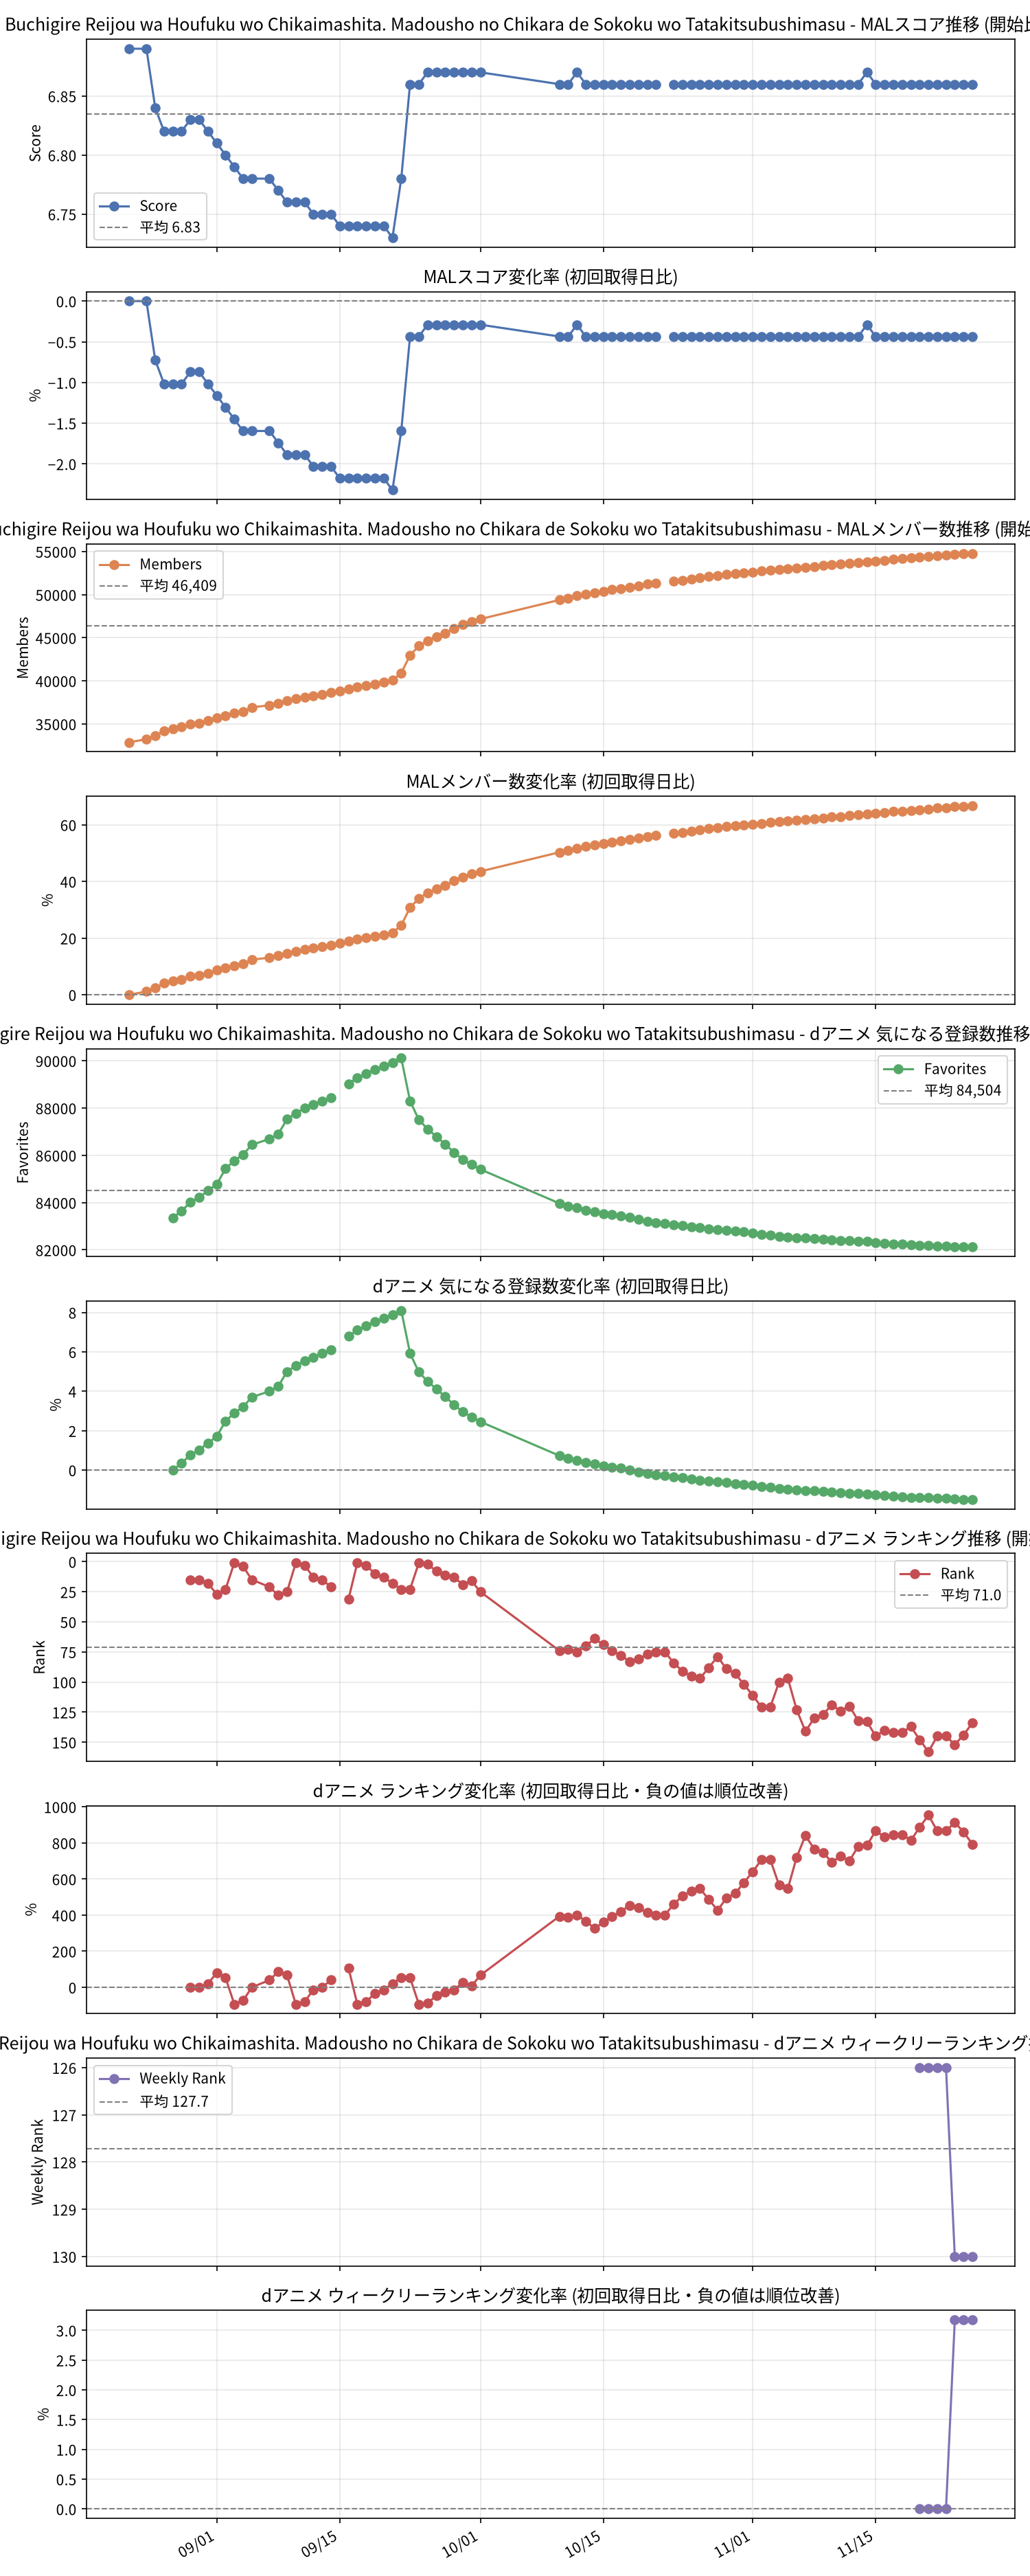 Buchigire Reijou wa Houfuku wo Chikaimashita. Madousho no Chikara de Sokoku wo Tatakitsubushimasu - MALスコア推移 (開始
6.85
6.80
6.75
Score
Score
平均 6.83
MALスコア変化率 (初回取得日比)
0.0
−0.5
−1.0
−1.5
−2.0
%
chigire Reijou wa Houfuku wo Chikaimashita. Madousho no Chikara de Sokoku wo Tatakitsubushimasu - MALメンバー数推移 (開始
55000
50000
45000
40000
35000
Members
Members
平均 46,409
MALメンバー数変化率 (初回取得日比)
60
40
20
0
%
gire Reijou wa Houfuku wo Chikaimashita. Madousho no Chikara de Sokoku wo Tatakitsubushimasu - dアニメ 気になる登録数推移
90000
88000
86000
84000
82000
Favorites
Favorites
平均 84,504
dアニメ 気になる登録数変化率 (初回取得日比)
8
6
4
2
0
%
igire Reijou wa Houfuku wo Chikaimashita. Madousho no Chikara de Sokoku wo Tatakitsubushimasu - dアニメ ランキング推移 (開
0
25
50
75
100
125
150
Rank
Rank
平均 71.0
dアニメ ランキング変化率 (初回取得日比・負の値は順位改善)
1000
800
600
400
200
0
%
Reijou wa Houfuku wo Chikaimashita. Madousho no Chikara de Sokoku wo Tatakitsubushimasu - dアニメ ウィークリーランキング
126
127
128
129
130
Weekly Rank
Weekly Rank
平均 127.7
dアニメ ウィークリーランキング変化率 (初回取得日比・負の値は順位改善)
3.0
2.5
2.0
1.5
1.0
0.5
0.0
%
09/01
09/15
10/01
10/15
11/01
11/15